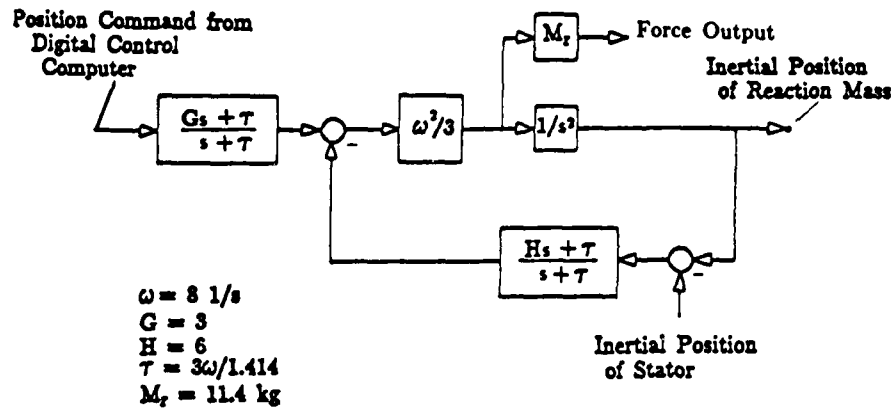 Position Command from
Digital Control
Computer
Gs + τ
s + τ
-
ω²/3
Mr
Force Output
1/s²
Inertial Position
of Reaction Mass
Hs + τ
s + τ
-
Inertial Position
of Stator
ω = 8 1/s
G = 3
H = 6
τ = 3ω/1.414
Mr = 11.4 kg